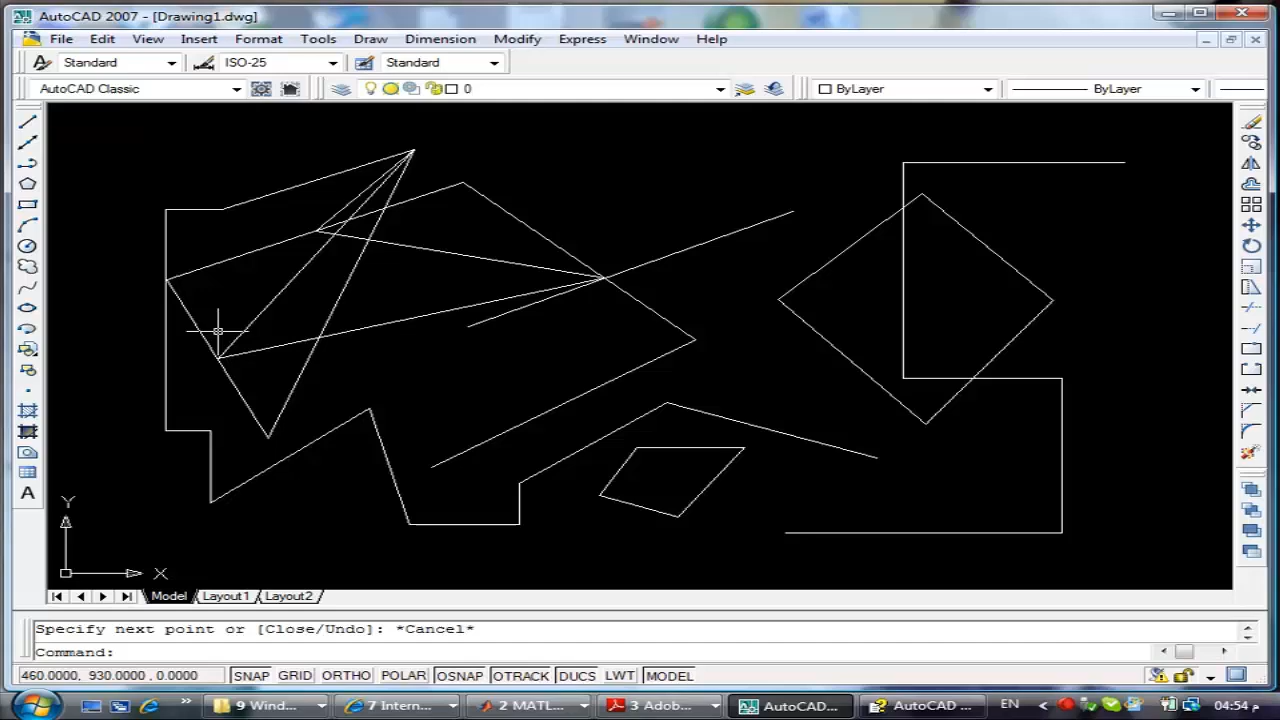 AutoCAD 2007 - [Drawing1.dwg]
File Edit View Insert Format Tools Draw Dimension Modify Express Window Help
Standard ISO-25 Standard
AutoCAD Classic 0 ByLayer ByLayer
Y
X
Model Layout1 Layout2
Specify next point or [Close/Undo]: *Cancel*
Command:
460.0000, 930.0000 , 0.0000 SNAP GRID ORTHO POLAR OSNAP OTRACK DUCS LWT MODEL
9 Wind... 7 Intern... 2 MATL... 3 Adob... AutoCAD... AutoCAD ... EN 04:54 م